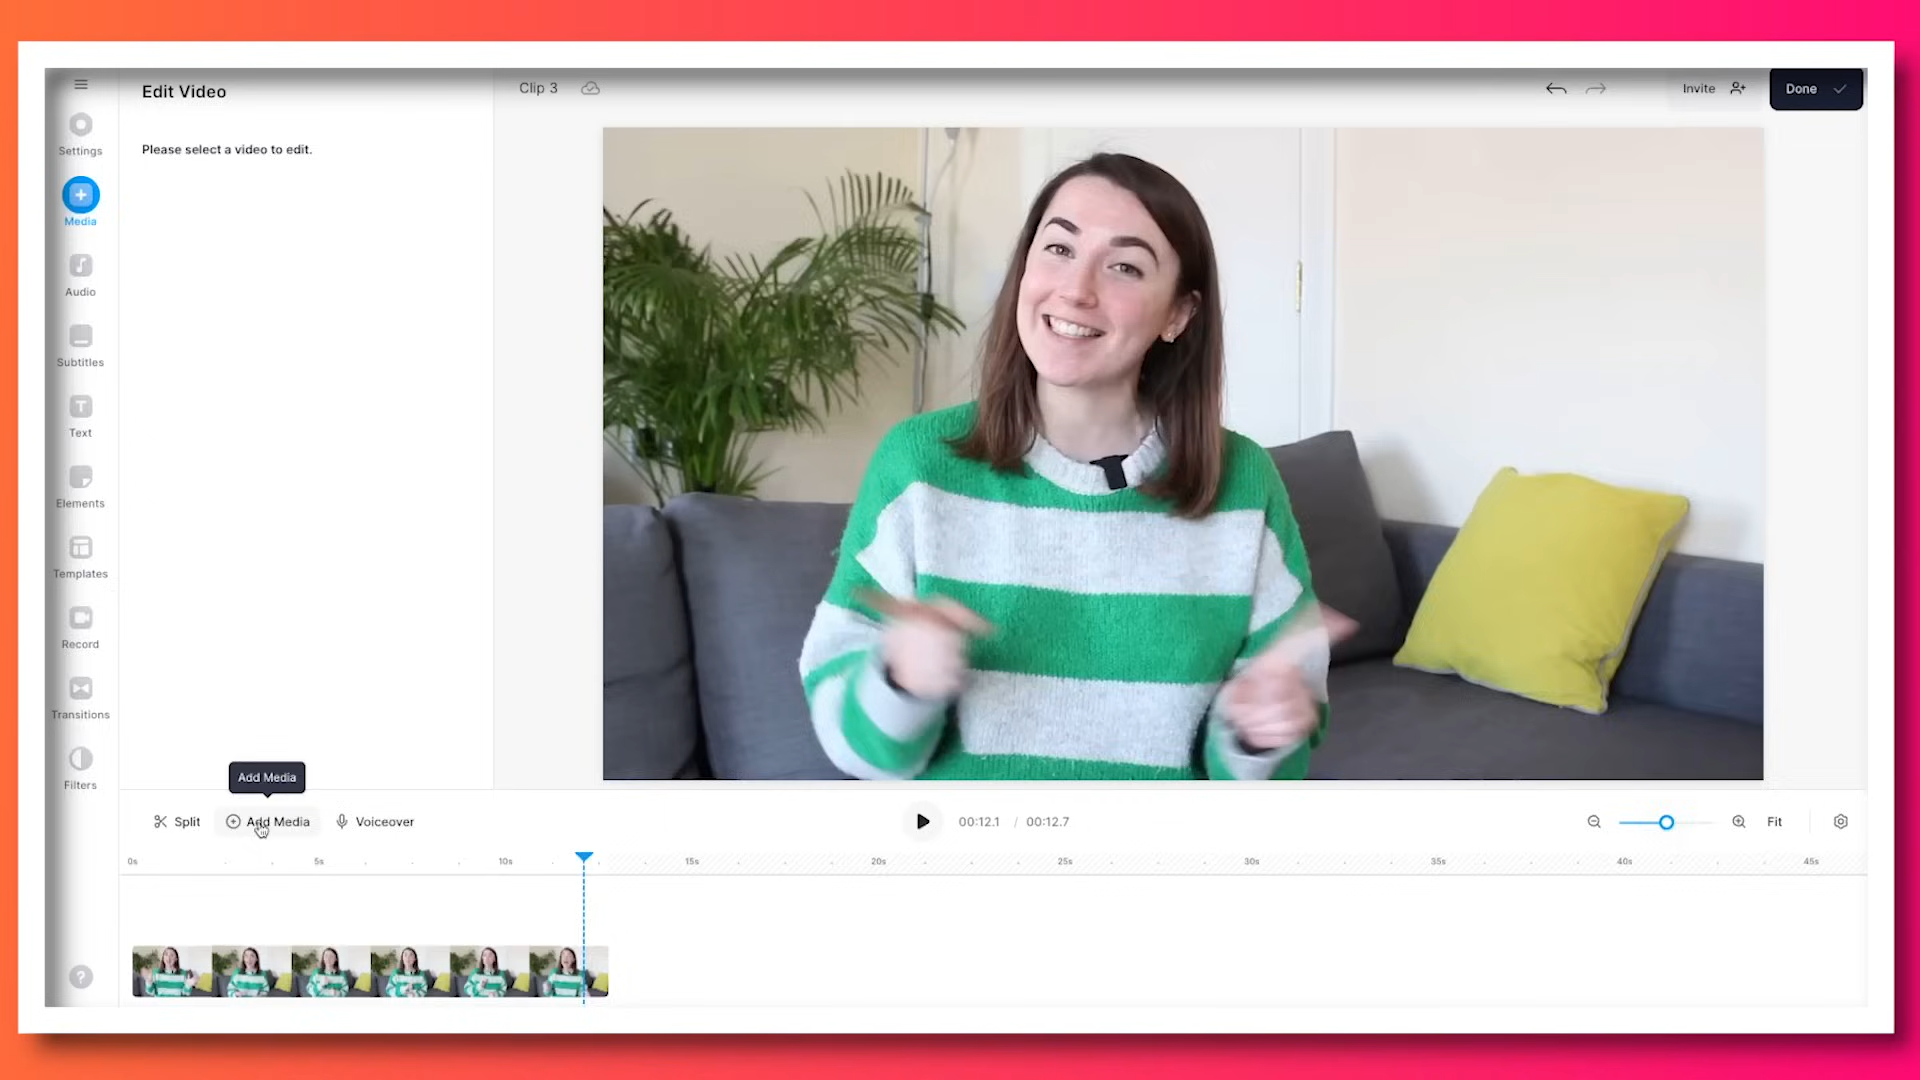 Edit Video
Clip 3
Invite
Done
Settings
Please select a video to edit.
Media
Audio
Subtitles
Text
Elements
Templates
Record
Transitions
Filters
Add Media
Split
Add Media
Voiceover
00:12.1 / 00:12.7
Fit
0s 5s 10s 15s 20s 25s 30s 35s 40s 45s
?